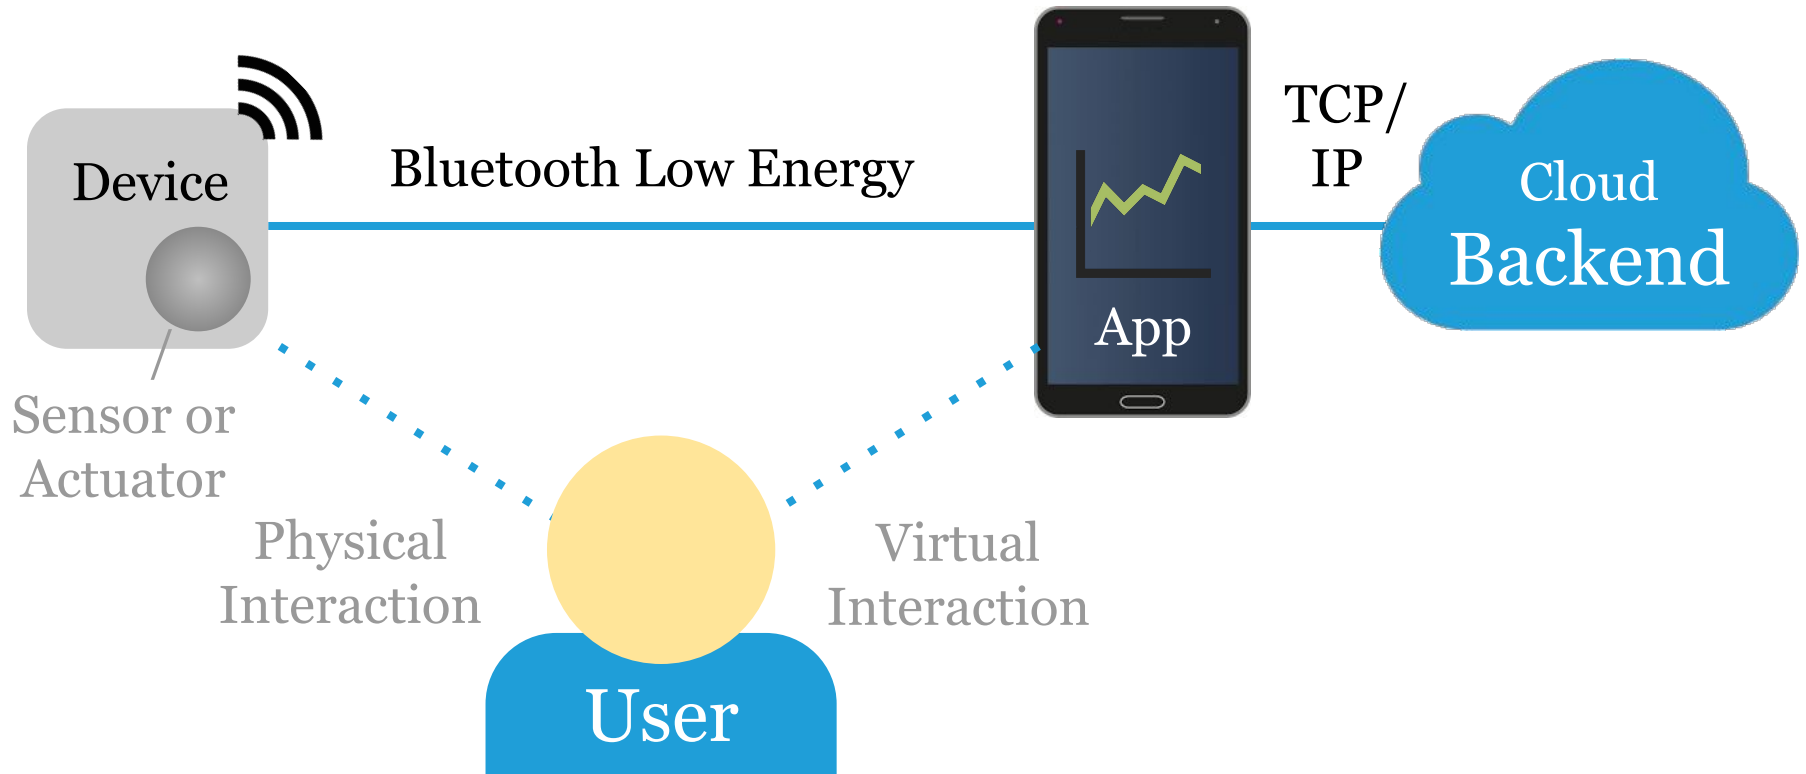 Device
Bluetooth Low Energy
TCP/
IP
Cloud
Backend
App
Sensor or
Actuator
Physical
Interaction
Virtual
Interaction
User